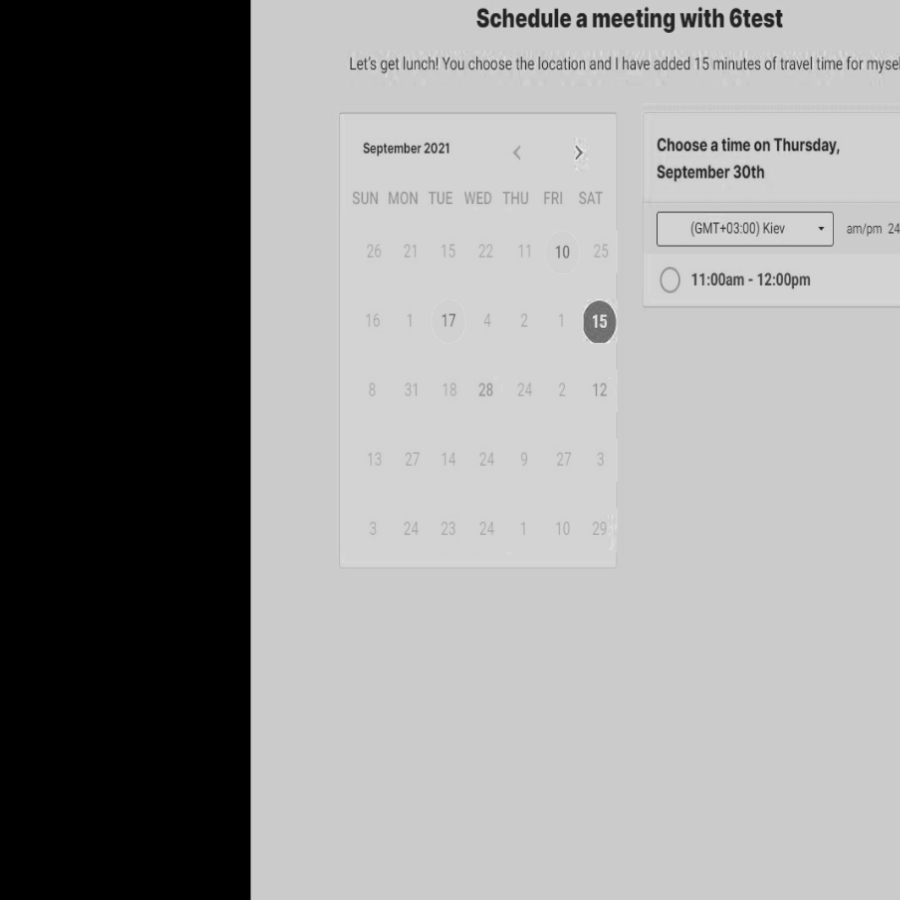 Schedule a meeting with 6test
Let's get lunch! You choose the location and I have added 15 minutes of travel time for mysel
September 2021
SUN MON TUE WED THU FRI SAT
26 21 15 22 11 10 25
16 1 17 4 2 1 15
8 31 18 28 24 2 12
13 27 14 24 9 27 3
3 24 23 24 1 10 29
Choose a time on Thursday,
September 30th
(GMT+03:00) Kiev am/pm 24
11:00am - 12:00pm